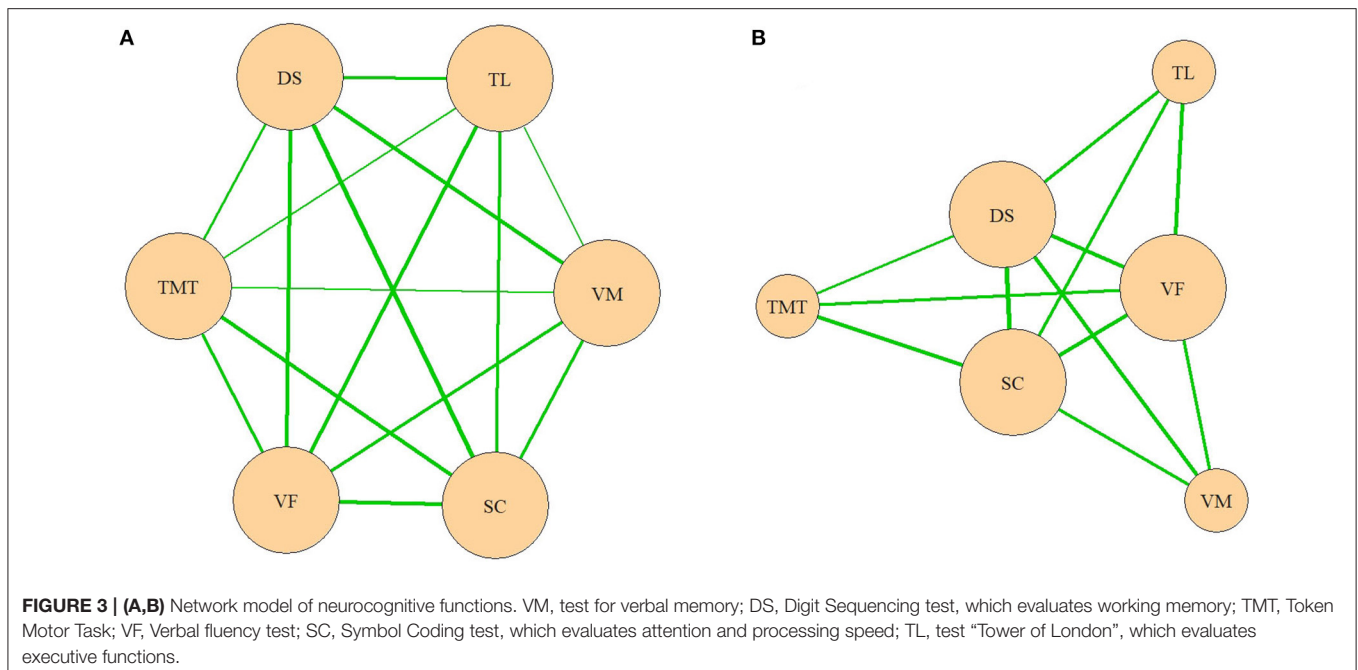 A
B
DS
TL
TMT
VM
VF
SC
TL
DS
VF
TMT
SC
VM
FIGURE 3 | (A,B) Network model of neurocognitive functions. VM, test for verbal memory; DS, Digit Sequencing test, which evaluates working memory; TMT, Token
Motor Task; VF, Verbal fluency test; SC, Symbol Coding test, which evaluates attention and processing speed; TL, test “Tower of London”, which evaluates
executive functions.